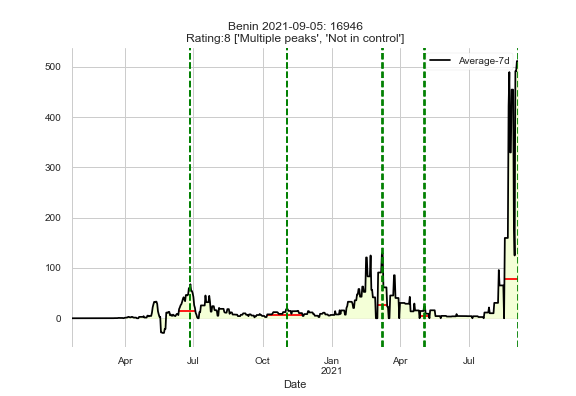 Benin 2021-09-05: 16946
Rating:8 ['Multiple peaks', 'Not in control']
Average-7d
500
400
300
200
100
0
Apr Jul Oct Jan Apr Jul
2021
Date